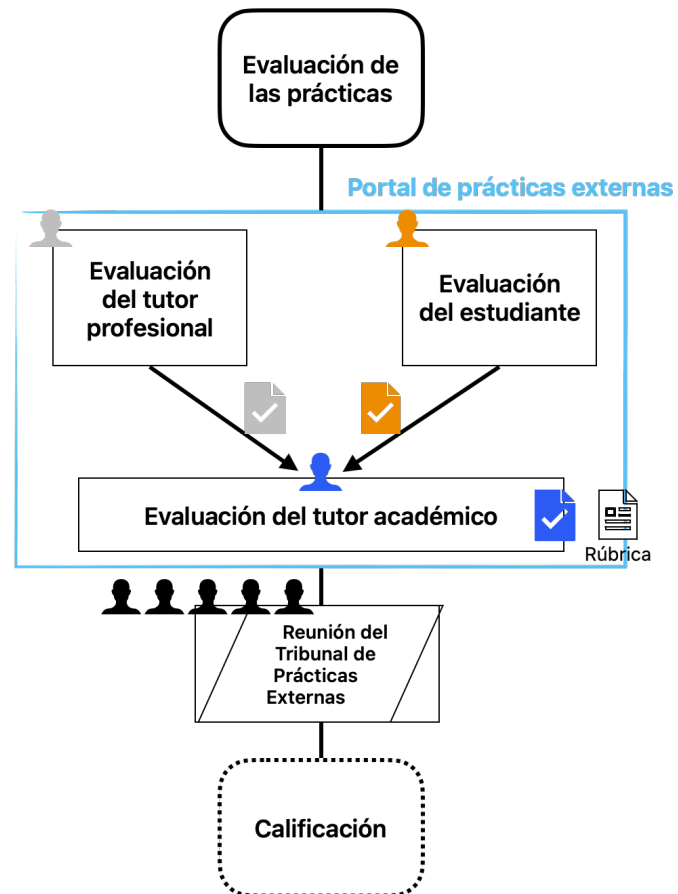 Evaluación de
las prácticas
Portal de prácticas externas
Evaluación
del tutor
profesional
Evaluación
del estudiante
Evaluación del tutor académico
Rúbrica
Reunión del
Tribunal de
Prácticas
Externas
Calificación